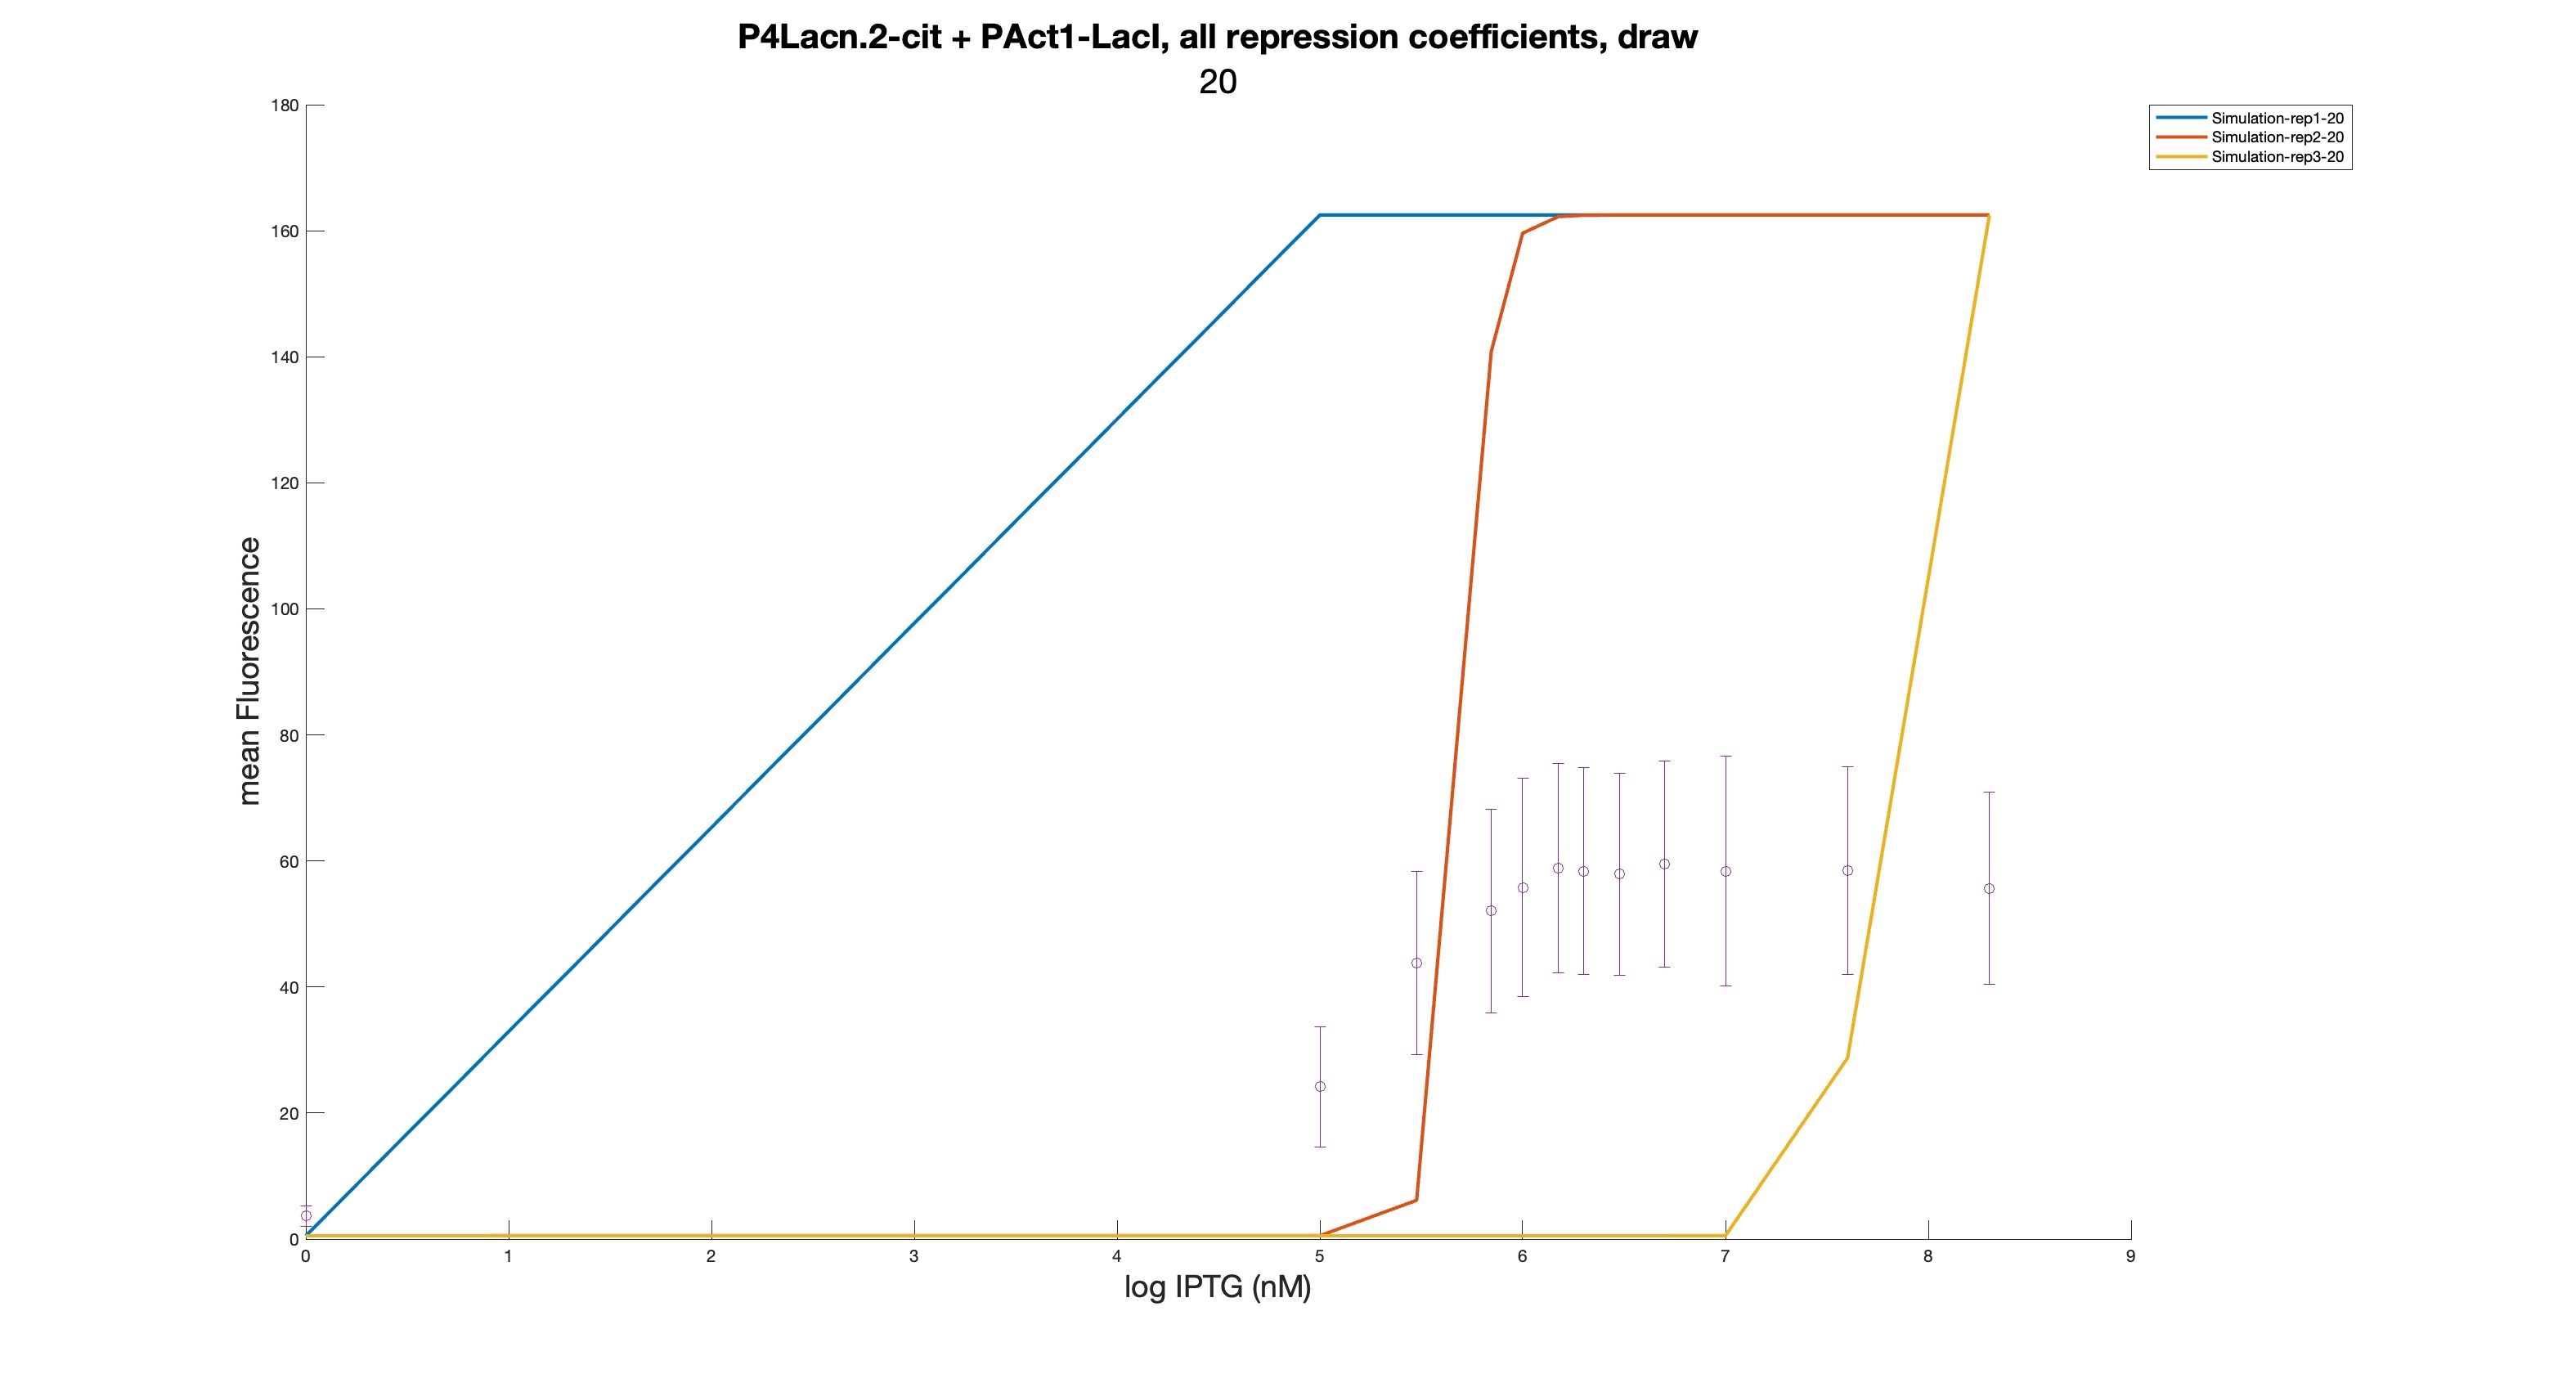 P4Lacn.2-cit + PAct1-LacI, all repression coefficients, draw
20
180
160
140
120
100
80
60
40
20
0
mean Fluorescence
0 1 2 3 4 5 6 7 8 9
log IPTG (nM)
Simulation-rep1-20
Simulation-rep2-20
Simulation-rep3-20